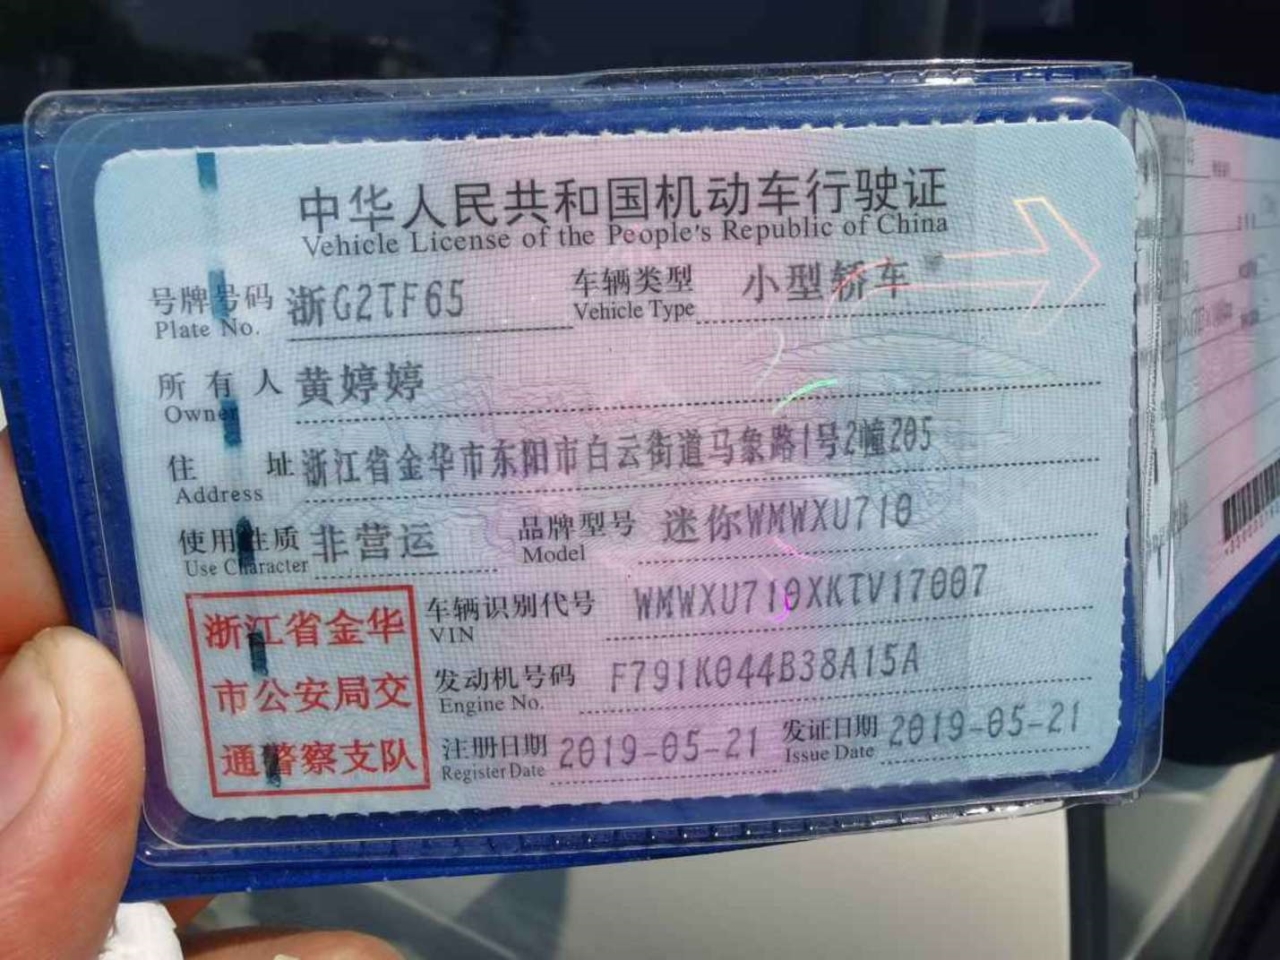 中华人民共和国机动车行驶证
Vehicle License of the People's Republic of China
号牌号码 浙G2TF65 车辆类型 小型轿车
Plate No. Vehicle Type
所有人 黄婷婷
Owner
住址 浙江省金华市东阳市白云街道马象路1号2幢205
Address
使用性质 非营运 品牌型号 迷你WMWXU710
Use Character Model
浙江省金华
市公安局交
通警察支队
车辆识别代号 WMWXU710XKTV17007
VIN
发动机号码 F791K044B38A15A
Engine No.
注册日期 2019-05-21 发证日期 2019-05-21
Register Date Issue Date